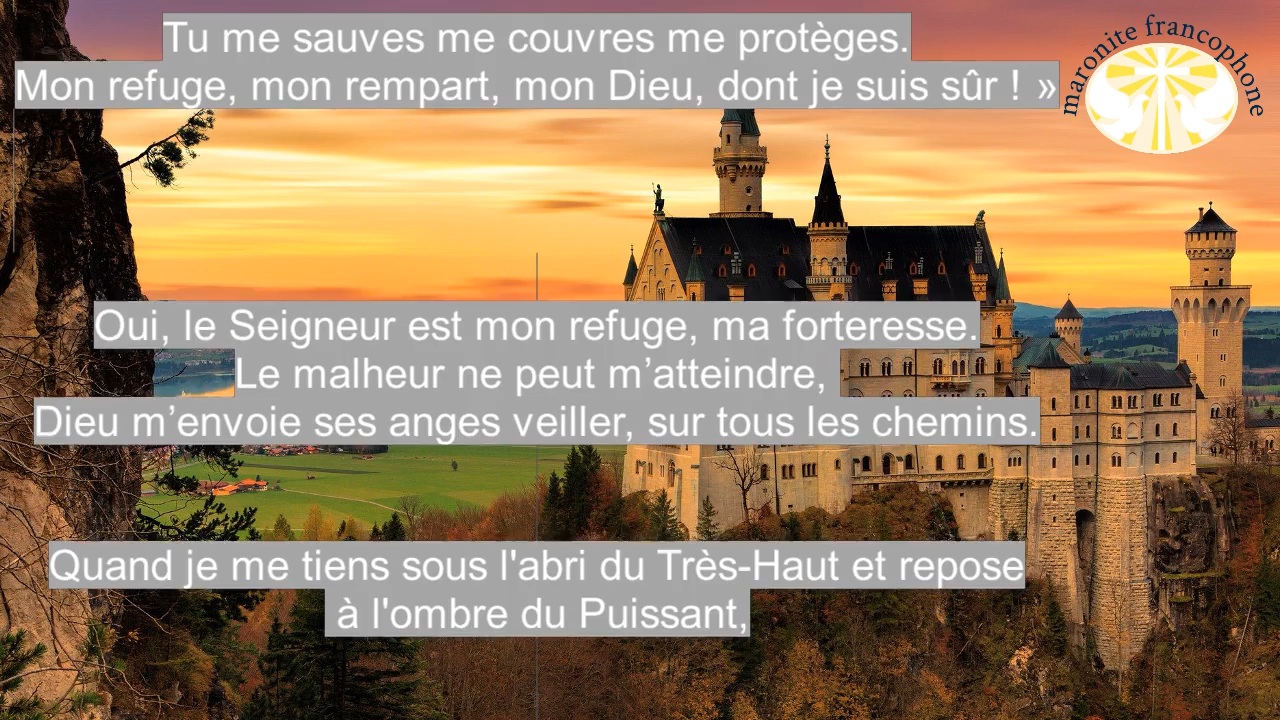 Tu me sauves me couvres me protèges.
Mon refuge, mon rempart, mon Dieu, dont je suis sûr ! »
maronite francophone
Oui, le Seigneur est mon refuge, ma forteresse.
Le malheur ne peut m’atteindre,
Dieu m’envoie ses anges veiller, sur tous les chemins.
Quand je me tiens sous l'abri du Très-Haut et repose
à l'ombre du Puissant,